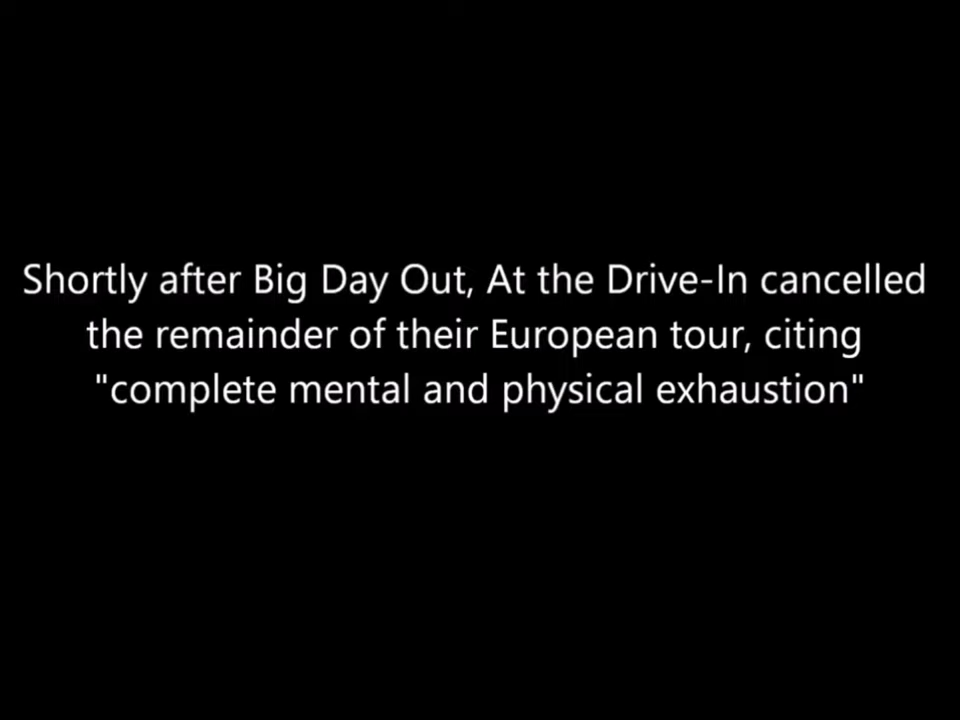 Shortly after Big Day Out, At the Drive-In cancelled
the remainder of their European tour, citing
"complete mental and physical exhaustion"